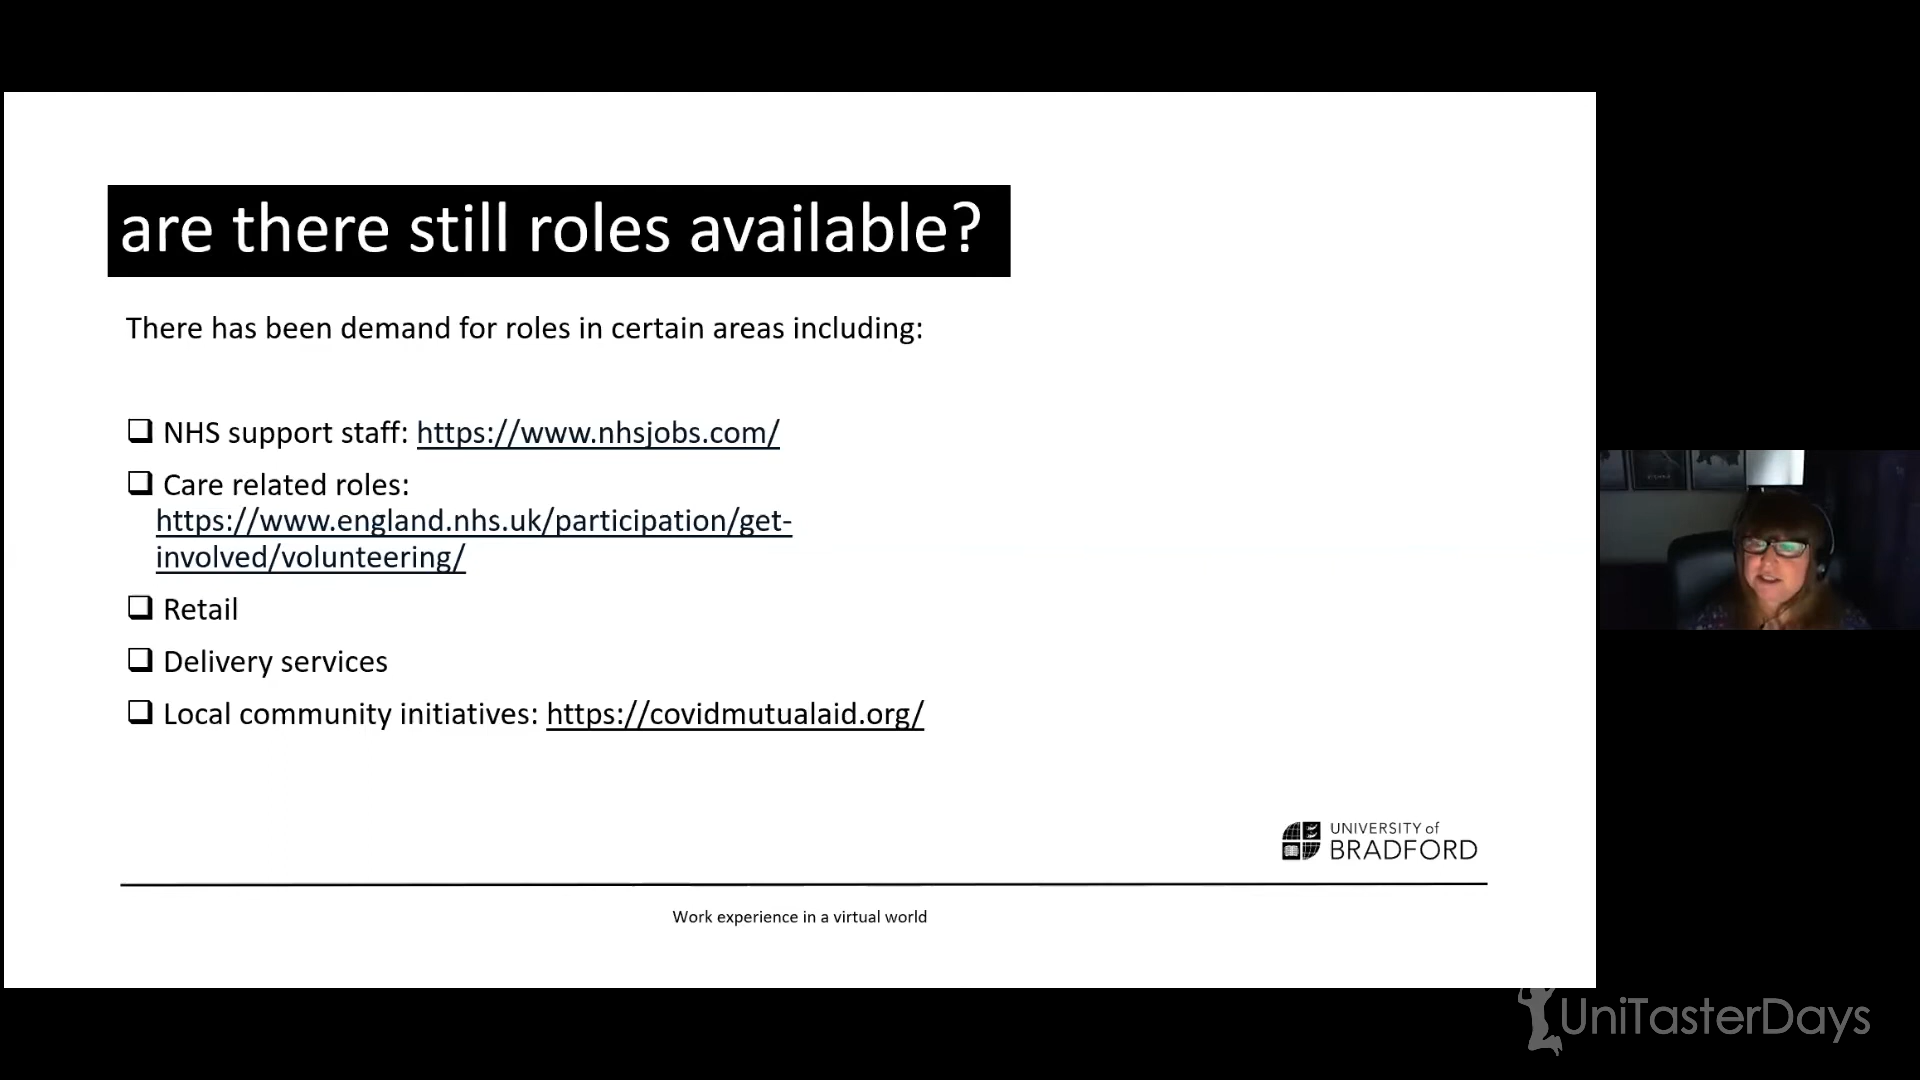 are there still roles available?
There has been demand for roles in certain areas including:
NHS support staff: https://www.nhsjobs.com/
Care related roles:
https://www.england.nhs.uk/participation/get-
involved/volunteering/
Retail
Delivery services
Local community initiatives: https://covidmutualaid.org/
UNIVERSITY of
BRADFORD
Work experience in a virtual world
UniTasterDays